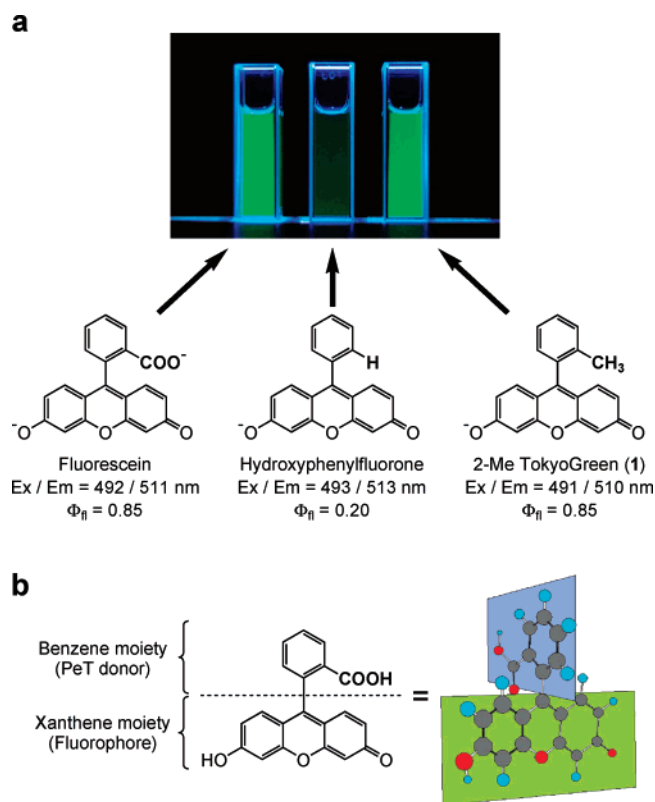 a
COO⁻
H
CH₃
⁻O O O
⁻O O O
⁻O O O
Fluorescein
Ex / Em = 492 / 511 nm
Φfl = 0.85
Hydroxyphenylfluorone
Ex / Em = 493 / 513 nm
Φfl = 0.20
2-Me TokyoGreen (1)
Ex / Em = 491 / 510 nm
Φfl = 0.85
b
Benzene moiety
(PeT donor)
Xanthene moiety
(Fluorophore)
COOH
HO O O
=